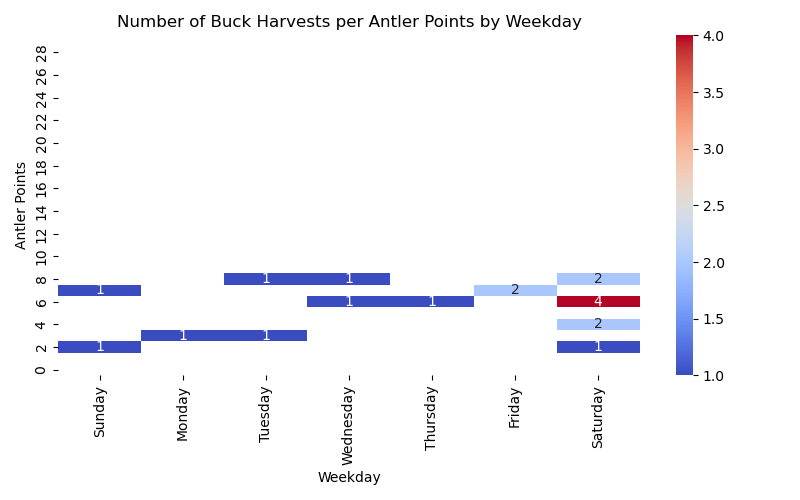 Number of Buck Harvests per Antler Points by Weekday
Antler Points
28
26
24
22
20
18
16
14
12
10
8
6
4
2
0
1 1 2
1 2
1 1 4
2
1 1
1 1
Sunday
Monday
Tuesday
Wednesday
Thursday
Friday
Saturday
Weekday
4.0
3.5
3.0
2.5
2.0
1.5
1.0